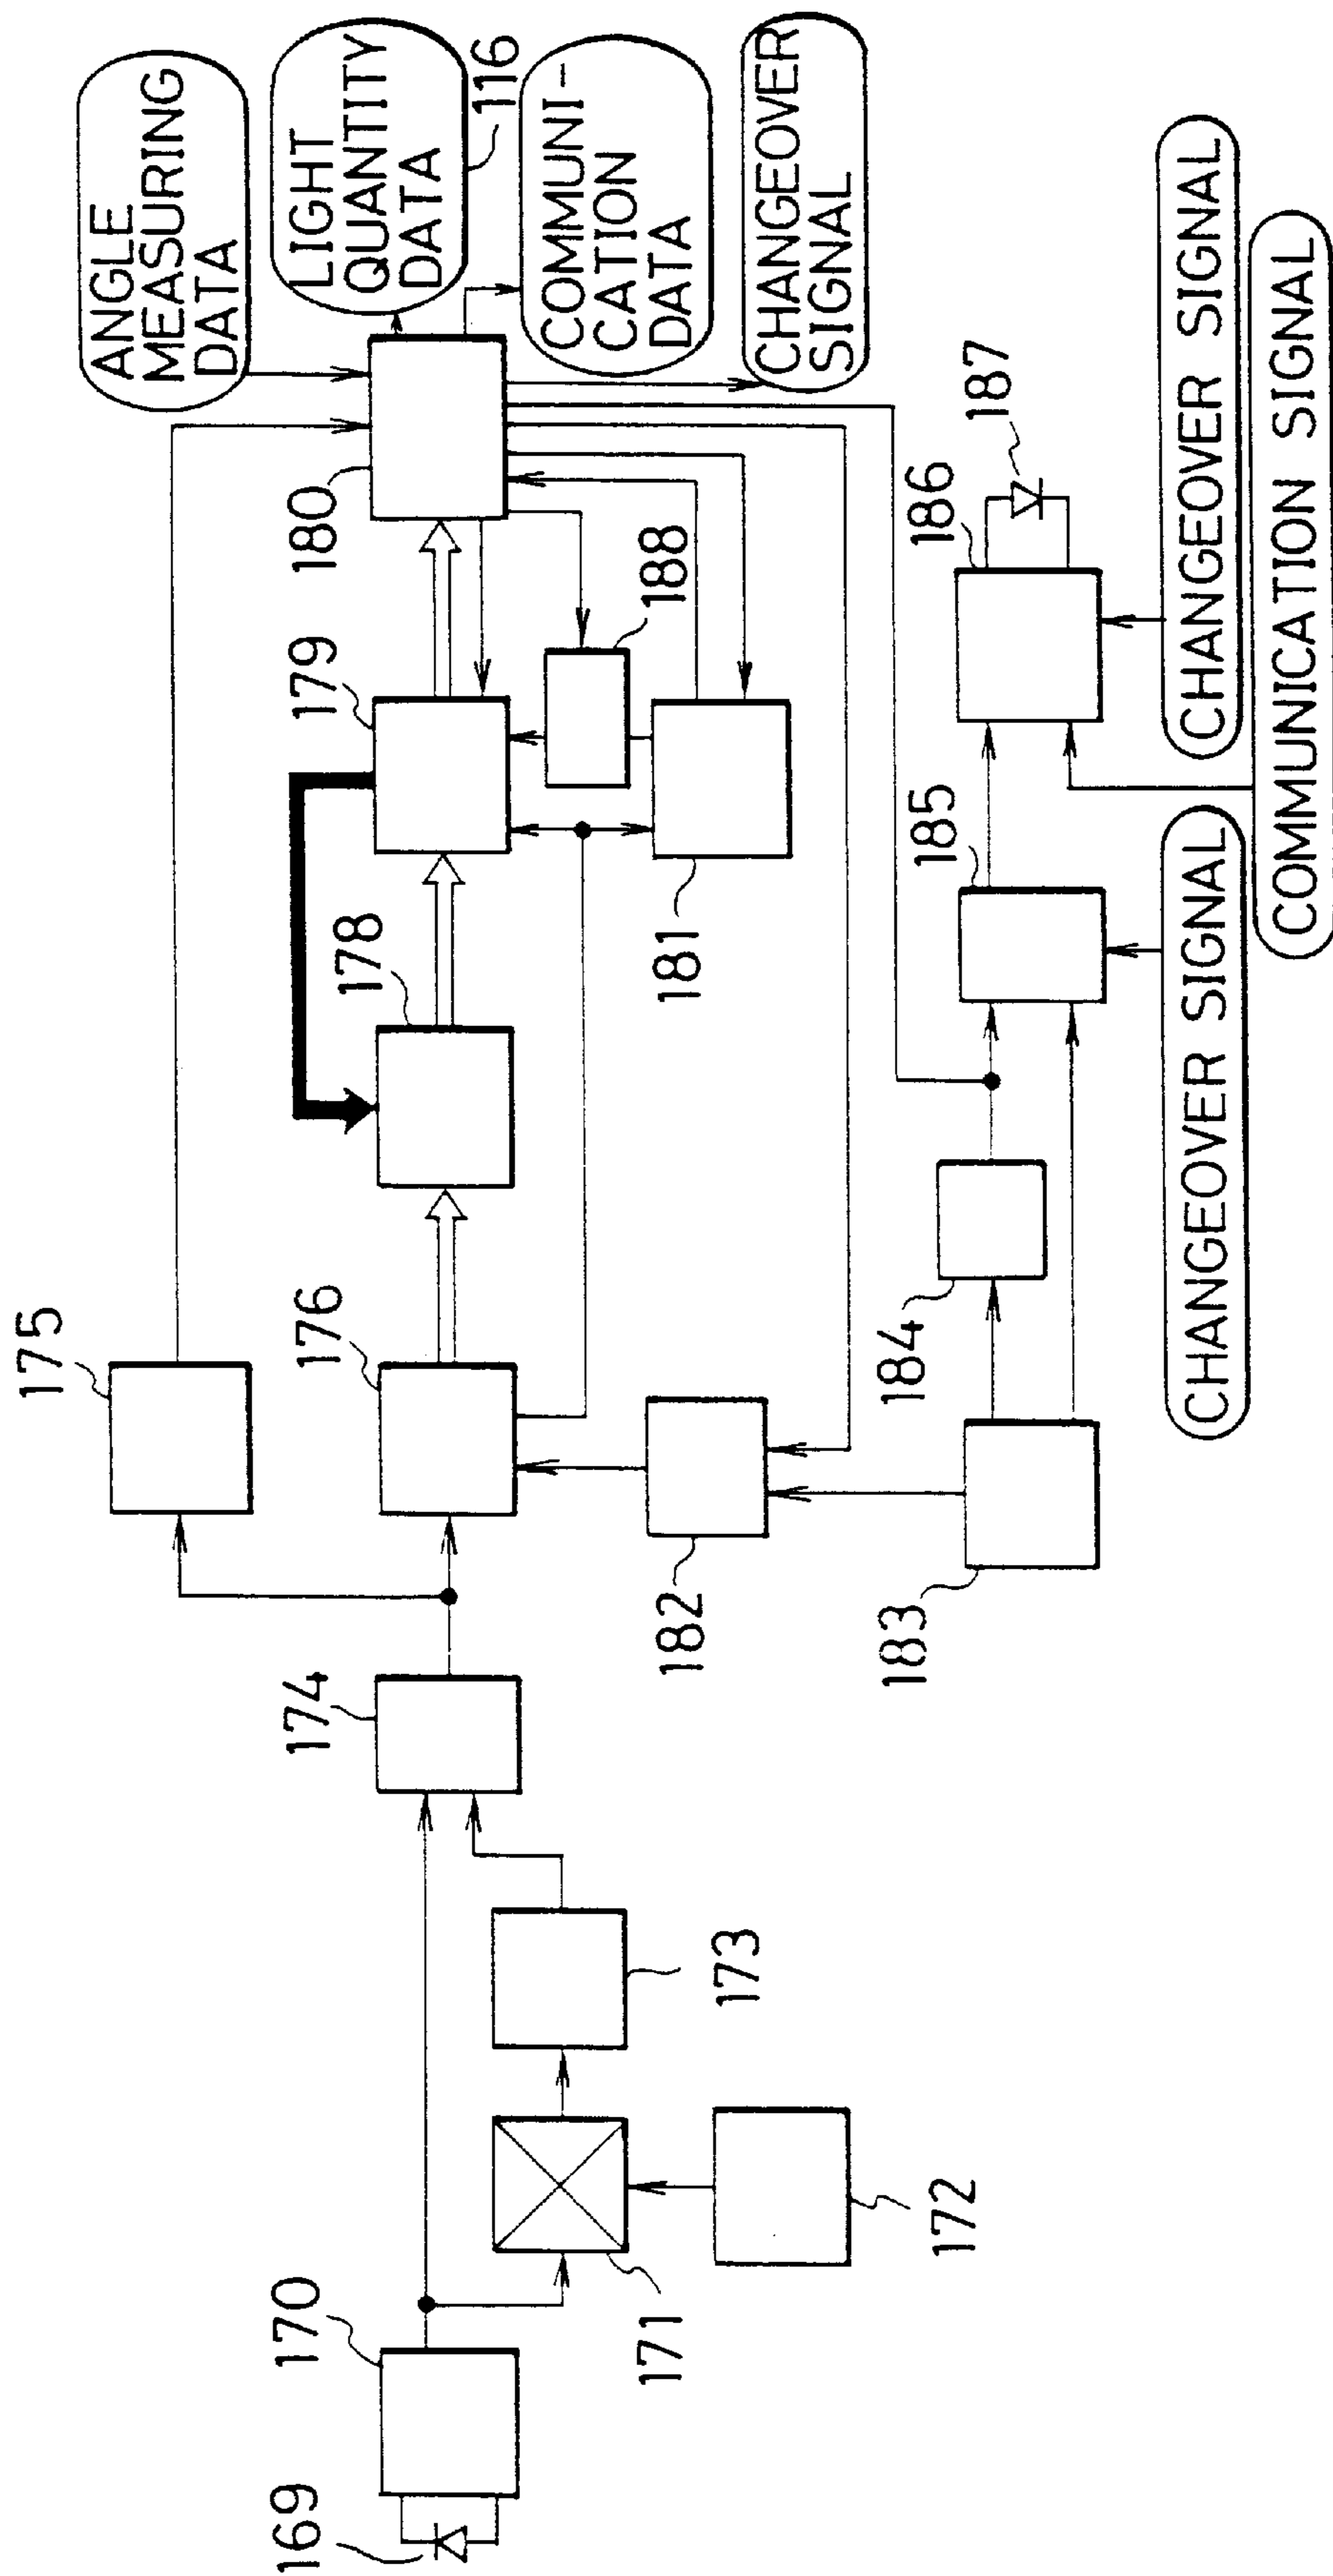 ANGLE
MEASURING
DATA
LIGHT
QUANTITY
DATA
116
COMMUNI-
CATION
DATA
CHANGEOVER
SIGNAL
175
176
178
179
180
174
188
181
182
169
170
171
172
173
183
184
185
186
187
CHANGEOVER SIGNAL
CHANGEOVER SIGNAL
COMMUNICATION SIGNAL